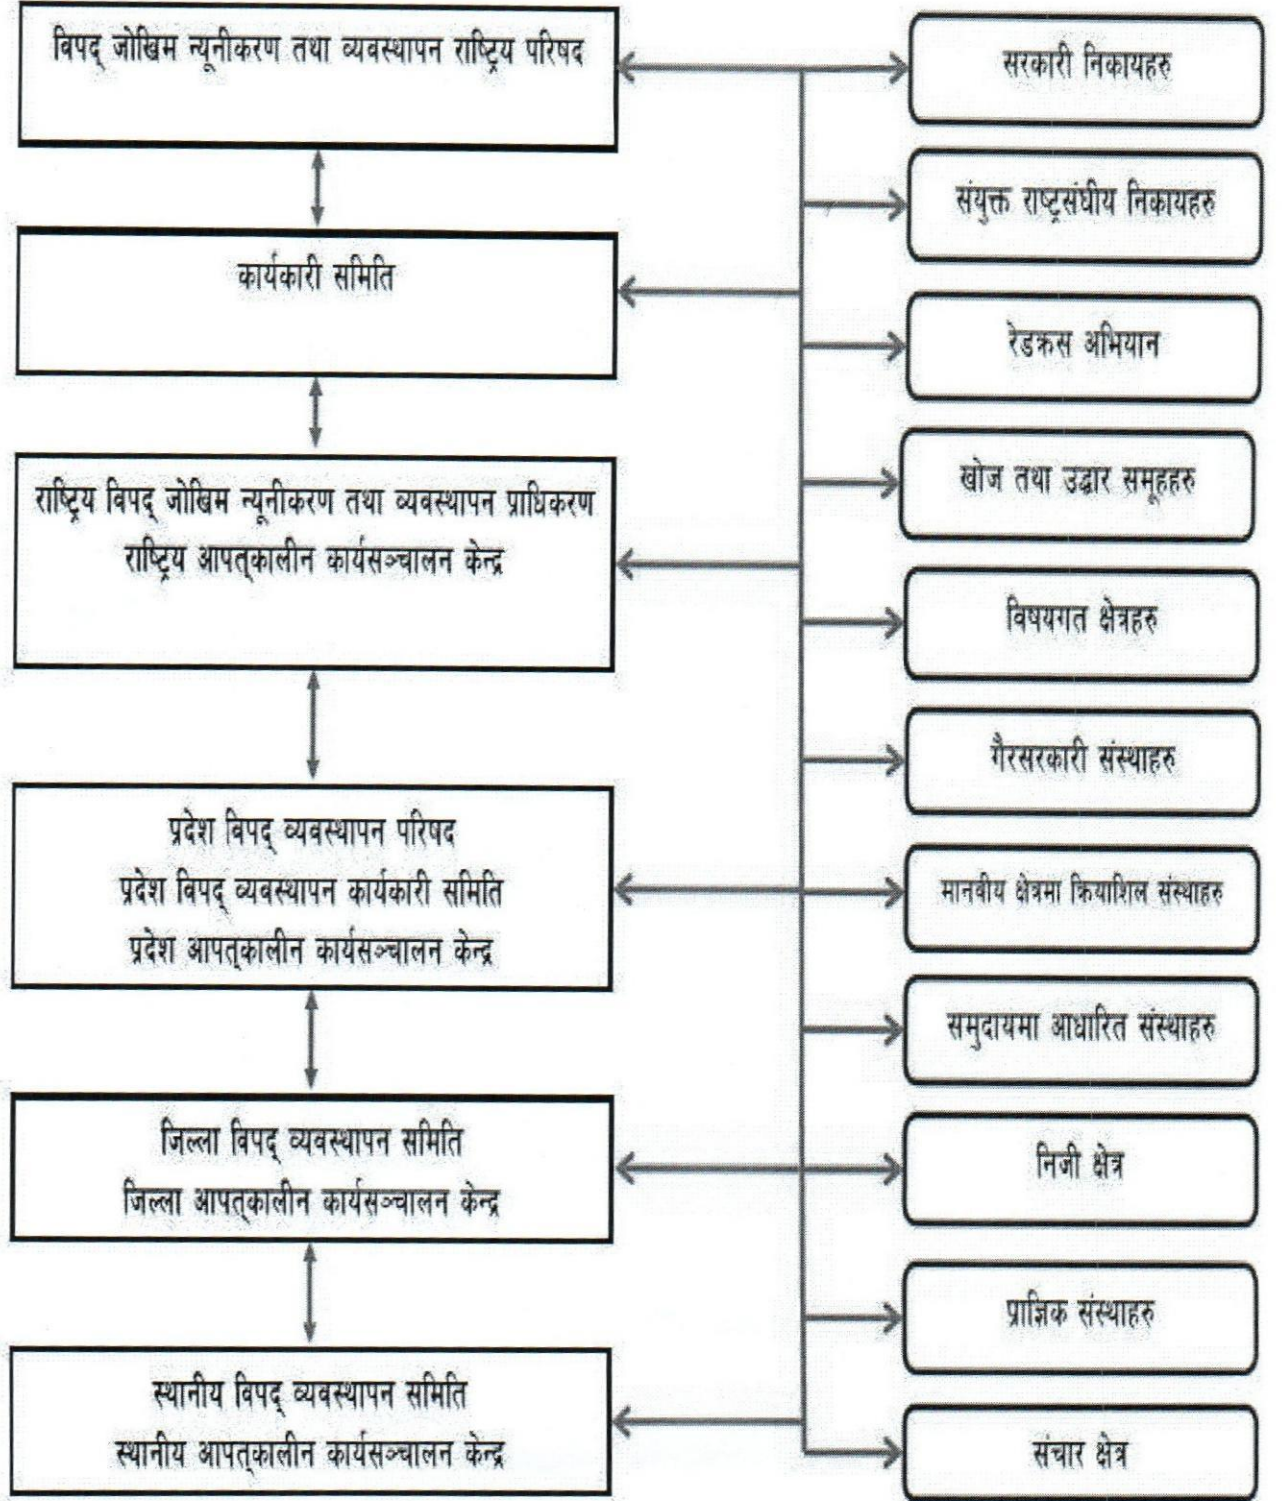 विपद् जोखिम न्यूनीकरण तथा व्यवस्थापन राष्ट्रिय परिषद
कार्यकारी समिति
राष्ट्रिय विपद् जोखिम न्यूनीकरण तथा व्यवस्थापन प्राधिकरण
राष्ट्रिय आपत्कालीन कार्यसञ्चालन केन्द्र
प्रदेश विपद् व्यवस्थापन परिषद
प्रदेश विपद् व्यवस्थापन कार्यकारी समिति
प्रदेश आपत्कालीन कार्यसञ्चालन केन्द्र
जिल्ला विपद् व्यवस्थापन समिति
जिल्ला आपत्कालीन कार्यसञ्चालन केन्द्र
स्थानीय विपद् व्यवस्थापन समिति
स्थानीय आपत्कालीन कार्यसञ्चालन केन्द्र
सरकारी निकायहरु
संयुक्त राष्ट्रसंघीय निकायहरु
रेडक्रस अभियान
खोज तथा उद्धार समूहहरु
विषयगत क्षेत्रहरु
गैरसरकारी संस्थाहरु
मानवीय क्षेत्रमा क्रियाशिल संस्थाहरु
समुदायमा आधारित संस्थाहरु
निजी क्षेत्र
प्राज्ञिक संस्थाहरु
संचार क्षेत्र